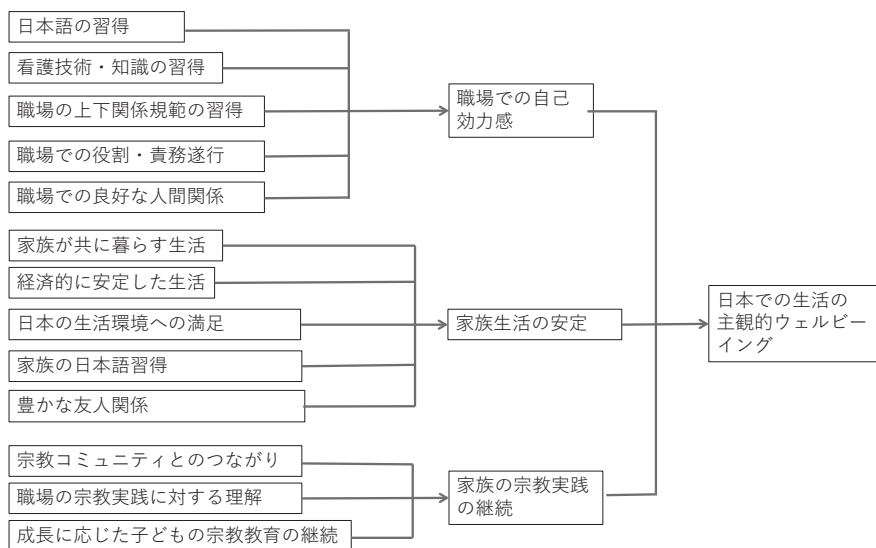 日本語の習得
看護技術・知識の習得
職場の上下関係規範の習得
職場での役割・責務遂行
職場での良好な人間関係
職場での自己
効力感
家族が共に暮らす生活
経済的に安定した生活
日本の生活環境への満足
家族の日本語習得
豊かな友人関係
家族生活の安定
宗教コミュニティとのつながり
職場の宗教実践に対する理解
成長に応じた子どもの宗教教育の継続
家族の宗教実践
の継続
日本での生活の
主観的ウェルビー
イング